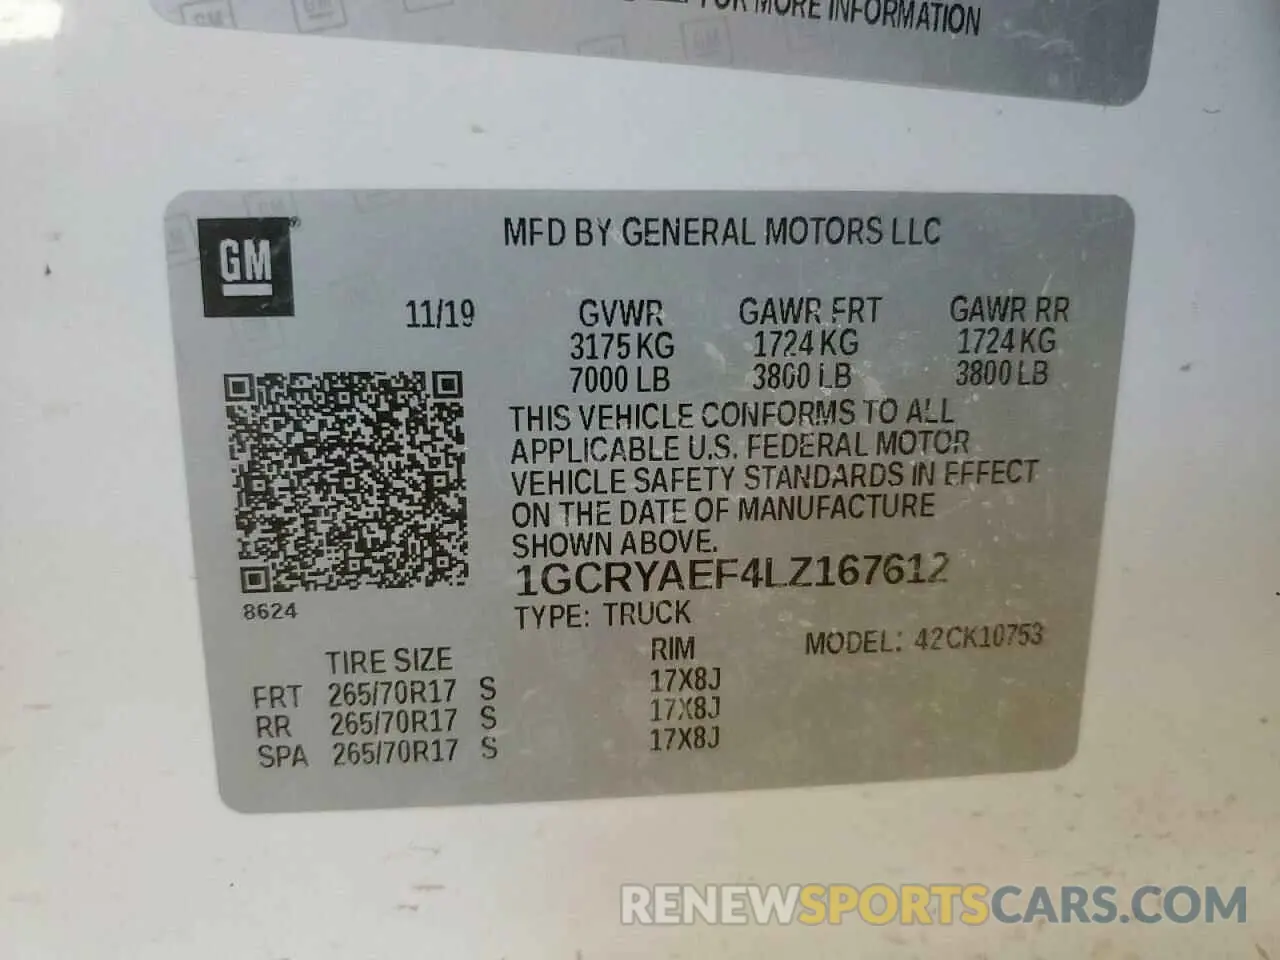 FOR MORE INFORMATION
GM
GM
GM
GM ®
MFD BY GENERAL MOTORS LLC
11/19 GVWR GAWR FRT GAWR RR
3175 KG 1724 KG 1724 KG
7000 LB 3800 LB 3800 LB
THIS VEHICLE CONFORMS TO ALL
APPLICABLE U.S. FEDERAL MOTOR
VEHICLE SAFETY STANDARDS IN EFFECT
ON THE DATE OF MANUFACTURE
SHOWN ABOVE.
1GCRYAEF4LZ167612
8624
TYPE: TRUCK
MODEL: 42CK10753
TIRE SIZE RIM
FRT 265/70R17 S 17X8J
RR 265/70R17 S 17X8J
SPA 265/70R17 S 17X8J
RENEWSPORTSCARS.COM